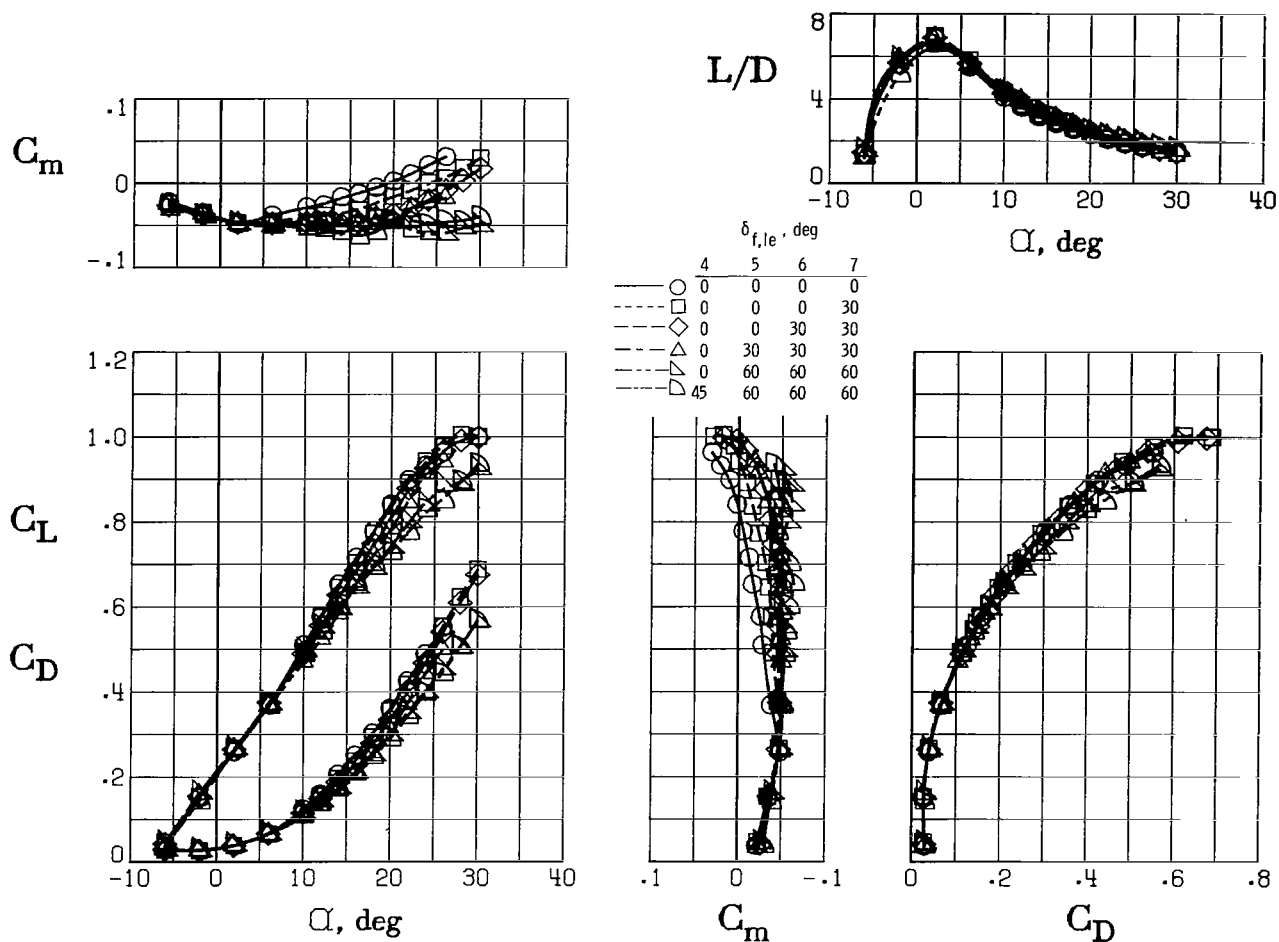 L/D
8
4
0
-10 0 10 20 30 40
α, deg
C_m
.1
0
-.1
δ_f,le, deg
4 5 6 7
0 0 0 0
0 0 0 30
0 0 30 30
0 30 30 30
0 60 60 60
45 60 60 60
C_L
C_D
1.2
1.0
.8
.6
.4
.2
0
-10 0 10 20 30 40
α, deg
.1 0 -.1
C_m
0 .2 .4 .6 .8
C_D